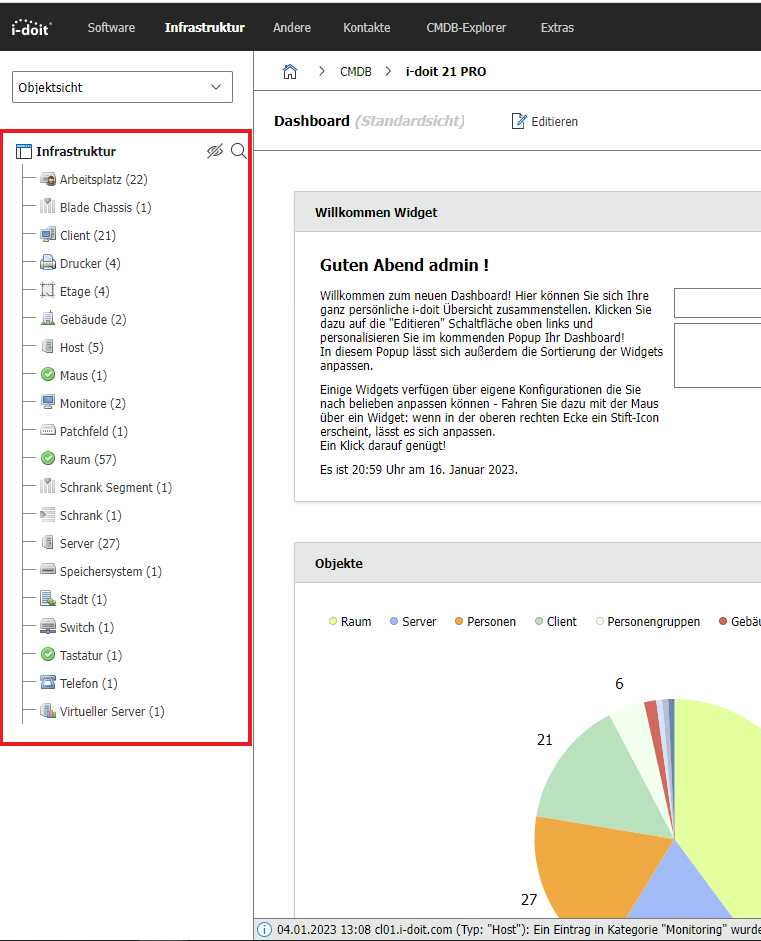 i-doit
Software
Infrastruktur
Andere
Kontakte
CMDB-Explorer
Extras
Objektsicht
CMDB
i-doit 21 PRO
Dashboard (Standardsicht)
Editieren
Infrastruktur
Arbeitsplatz (22)
Blade Chassis (1)
Client (21)
Drucker (4)
Etage (4)
Gebäude (2)
Host (5)
Maus (1)
Monitore (2)
Patchfeld (1)
Raum (57)
Schrank Segment (1)
Schrank (1)
Server (27)
Speichersystem (1)
Stadt (1)
Switch (1)
Tastatur (1)
Telefon (1)
Virtueller Server (1)
Willkommen Widget
Guten Abend admin !
Willkommen zum neuen Dashboard! Hier können Sie sich Ihre
ganz persönliche i-doit Übersicht zusammenstellen. Klicken Sie
dazu auf die "Editieren" Schaltfläche oben links und
personalisieren Sie im kommenden Popup Ihr Dashboard!
In diesem Popup lässt sich außerdem die Sortierung der Widgets
anpassen.
Einige Widgets verfügen über eigene Konfigurationen die Sie
nach belieben anpassen können - Fahren Sie dazu mit der Maus
über ein Widget: wenn in der oberen rechten Ecke ein Stift-Icon
erscheint, lässt es sich anpassen.
Ein Klick darauf genügt!
Es ist 20:59 Uhr am 16. Januar 2023.
Objekte
Raum
Server
Personen
Client
Personengruppen
Gebäu
6
21
27
04.01.2023 13:08 cl01.i-doit.com (Typ: "Host"): Ein Eintrag in Kategorie "Monitoring" wurde